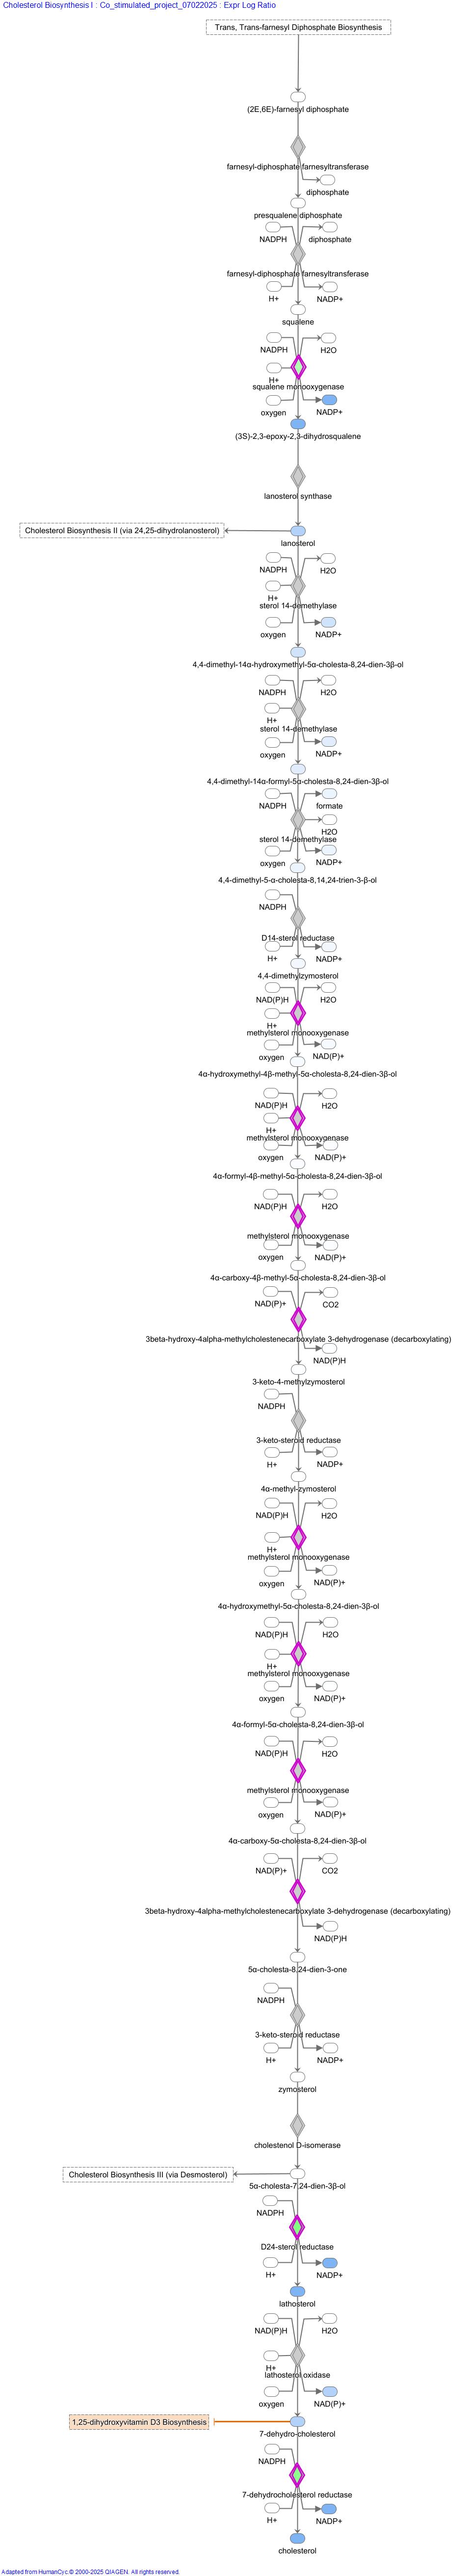 Cholesterol Biosynthesis I : Co_stimulated_project_07022025 : Expr Log Ratio
Trans, Trans-farnesyl Diphosphate Biosynthesis
(2E,6E)-farnesyl diphosphate
farnesyl-diphosphate farnesyltransferase
diphosphate
presqualene diphosphate
NADPH
diphosphate
farnesyl-diphosphate farnesyltransferase
H+
NADP+
squalene
NADPH
H2O
H+
squalene monooxygenase
oxygen
NADP+
(3S)-2,3-epoxy-2,3-dihydrosqualene
lanosterol synthase
Cholesterol Biosynthesis II (via 24,25-dihydrolanosterol)
lanosterol
NADPH
H2O
H+
sterol 14-demethylase
oxygen
NADP+
4,4-dimethyl-14α-hydroxymethyl-5α-cholesta-8,24-dien-3β-ol
NADPH
H2O
H+
sterol 14-demethylase
oxygen
NADP+
4,4-dimethyl-14α-formyl-5α-cholesta-8,24-dien-3β-ol
NADPH
formate
H2O
sterol 14-demethylase
oxygen
NADP+
4,4-dimethyl-5-α-cholesta-8,14,24-trien-3-β-ol
NADPH
D14-sterol reductase
H+
NADP+
4,4-dimethylzymosterol
NAD(P)H
H2O
H+
methylsterol monooxygenase
oxygen
NAD(P)+
4α-hydroxymethyl-4β-methyl-5α-cholesta-8,24-dien-3β-ol
NAD(P)H
H2O
H+
methylsterol monooxygenase
oxygen
NAD(P)+
4α-formyl-4β-methyl-5α-cholesta-8,24-dien-3β-ol
NAD(P)H
H2O
methylsterol monooxygenase
oxygen
NAD(P)+
4α-carboxy-4β-methyl-5α-cholesta-8,24-dien-3β-ol
NAD(P)+
CO2
3beta-hydroxy-4alpha-methylcholestenecarboxylate 3-dehydrogenase (decarboxylating)
NAD(P)H
3-keto-4-methylzymosterol
NADPH
3-keto-steroid reductase
H+
NADP+
4α-methyl-zymosterol
NAD(P)H
H2O
H+
methylsterol monooxygenase
oxygen
NAD(P)+
4α-hydroxymethyl-5α-cholesta-8,24-dien-3β-ol
NAD(P)H
H2O
H+
methylsterol monooxygenase
oxygen
NAD(P)+
4α-formyl-5α-cholesta-8,24-dien-3β-ol
NAD(P)H
H2O
methylsterol monooxygenase
oxygen
NAD(P)+
4α-carboxy-5α-cholesta-8,24-dien-3β-ol
NAD(P)+
CO2
3beta-hydroxy-4alpha-methylcholestenecarboxylate 3-dehydrogenase (decarboxylating)
NAD(P)H
5α-cholesta-8,24-dien-3-one
NADPH
3-keto-steroid reductase
H+
NADP+
zymosterol
cholestenol D-isomerase
Cholesterol Biosynthesis III (via Desmosterol)
5α-cholesta-7,24-dien-3β-ol
NADPH
D24-sterol reductase
H+
NADP+
lathosterol
NAD(P)H
H2O
H+
lathosterol oxidase
oxygen
NAD(P)+
1,25-dihydroxyvitamin D3 Biosynthesis
7-dehydro-cholesterol
NADPH
7-dehydrocholesterol reductase
H+
NADP+
cholesterol
Adapted from HumanCyc © 2000-2025 QIAGEN. All rights reserved.